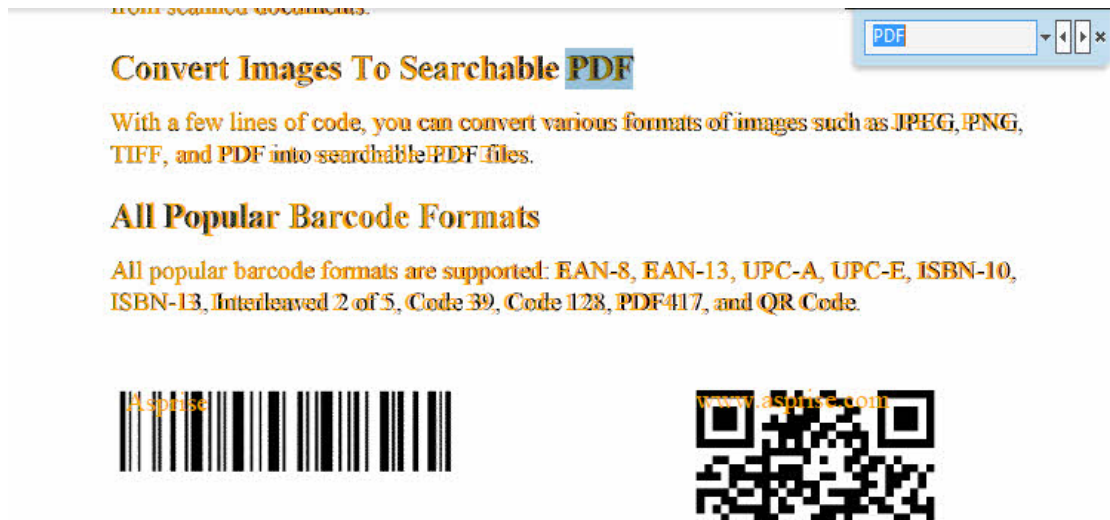 from scanned documents.
PDF
Convert Images To Searchable PDF
With a few lines of code, you can convert various formats of images such as JPEG, PNG,
TIFF, and PDF into searchable PDF files.
All Popular Barcode Formats
All popular barcode formats are supported: EAN-8, EAN-13, UPC-A, UPC-E, ISBN-10,
ISBN-13, Interleaved 2 of 5, Code 39, Code 128, PDF417, and QR Code.
Asprise
www.asprise.com